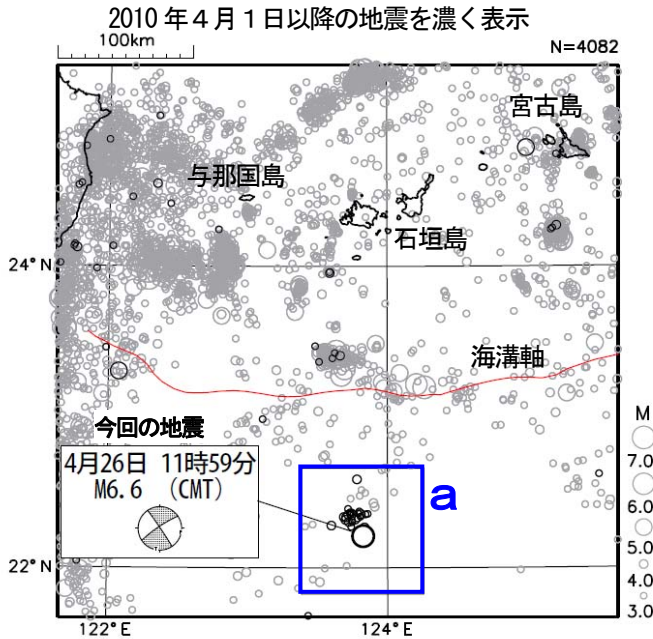 2010年4月1日以降の地震を濃く表示
100km
N=4082
宮古島
与那国島
石垣島
24°N
海溝軸
今回の地震
4月26日 11時59分
M6.6 (CMT)
a
M
7.0
6.0
5.0
4.0
3.0
22°N
122°E
124°E